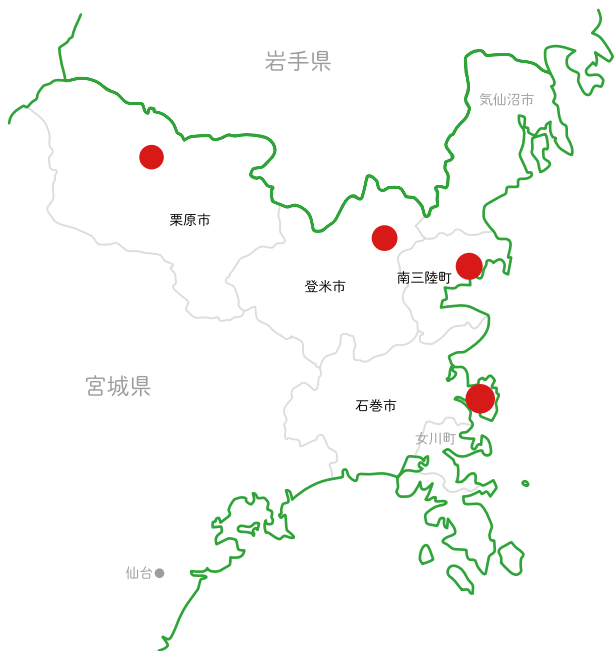 岩手県
気仙沼市
栗原市
南三陸町
登米市
宮城県
石巻市
女川町
仙台